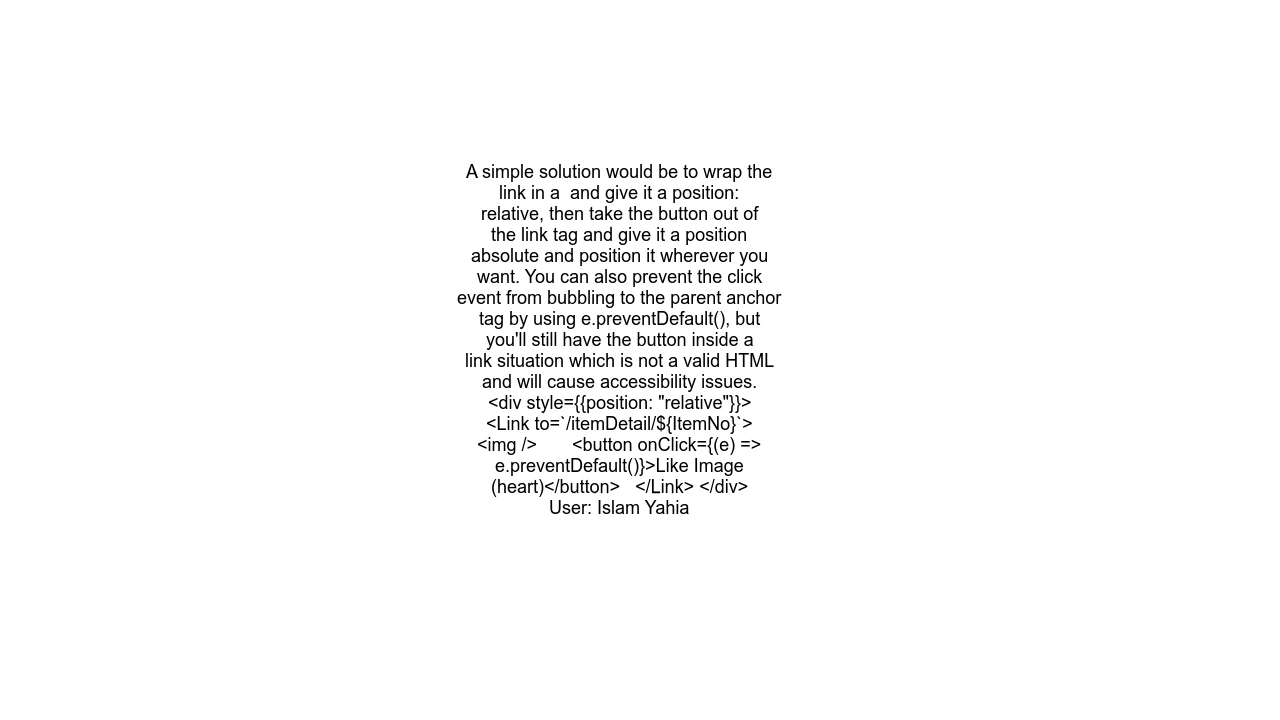 A simple solution would be to wrap the
link in a  and give it a position:
relative, then take the button out of
the link tag and give it a position
absolute and position it wherever you
want. You can also prevent the click
event from bubbling to the parent anchor
tag by using e.preventDefault(), but
you'll still have the button inside a
link situation which is not a valid HTML
and will cause accessibility issues.
<div style={{position: "relative"}}>
<Link to=`/itemDetail/${ItemNo}`>
<img />       <button onClick={(e) =>
e.preventDefault()}>Like Image
(heart)</button>   </Link> </div>
User: Islam Yahia